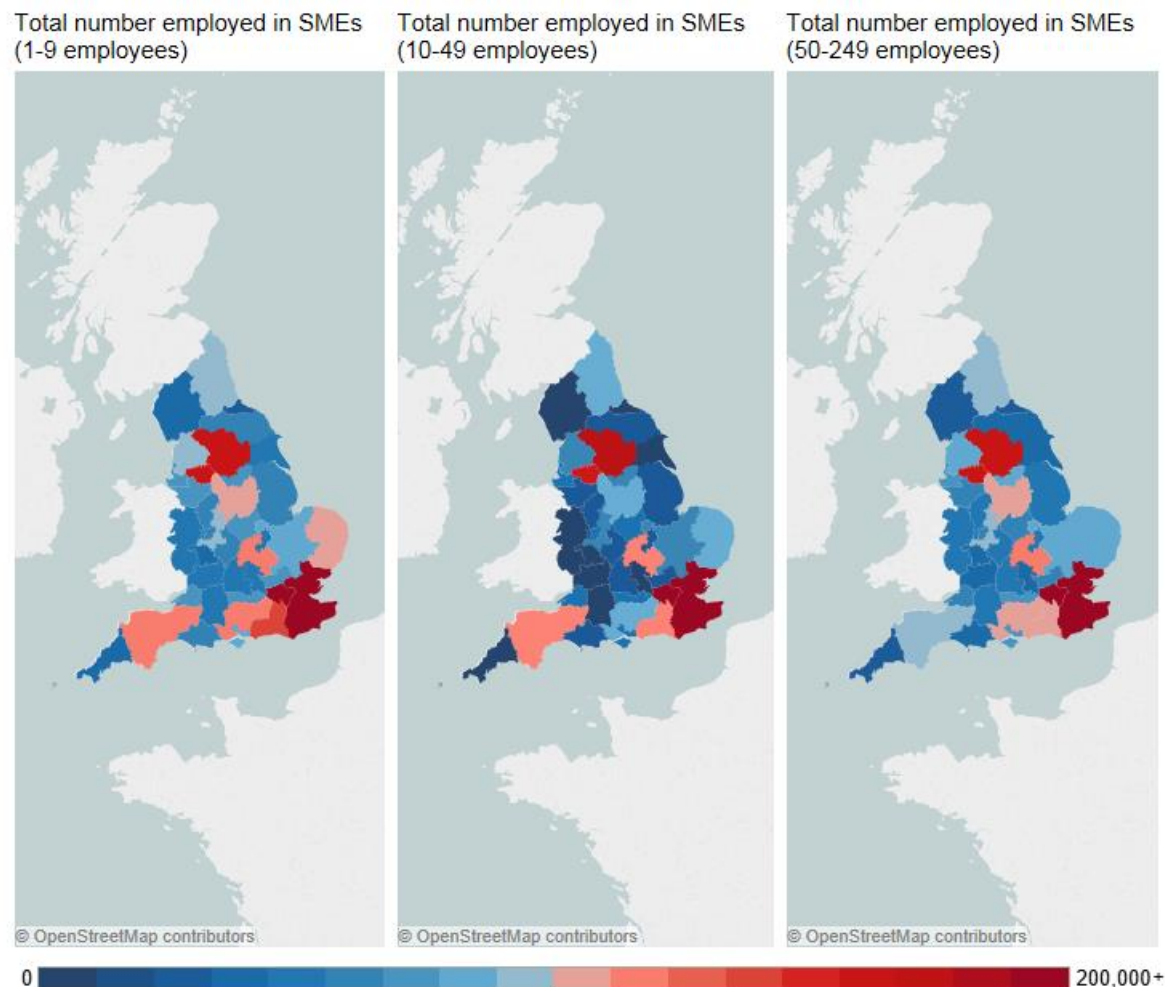 Total number employed in SMEs
(1-9 employees)
Total number employed in SMEs
(10-49 employees)
Total number employed in SMEs
(50-249 employees)
© OpenStreetMap contributors
© OpenStreetMap contributors
© OpenStreetMap contributors
0
200,000+